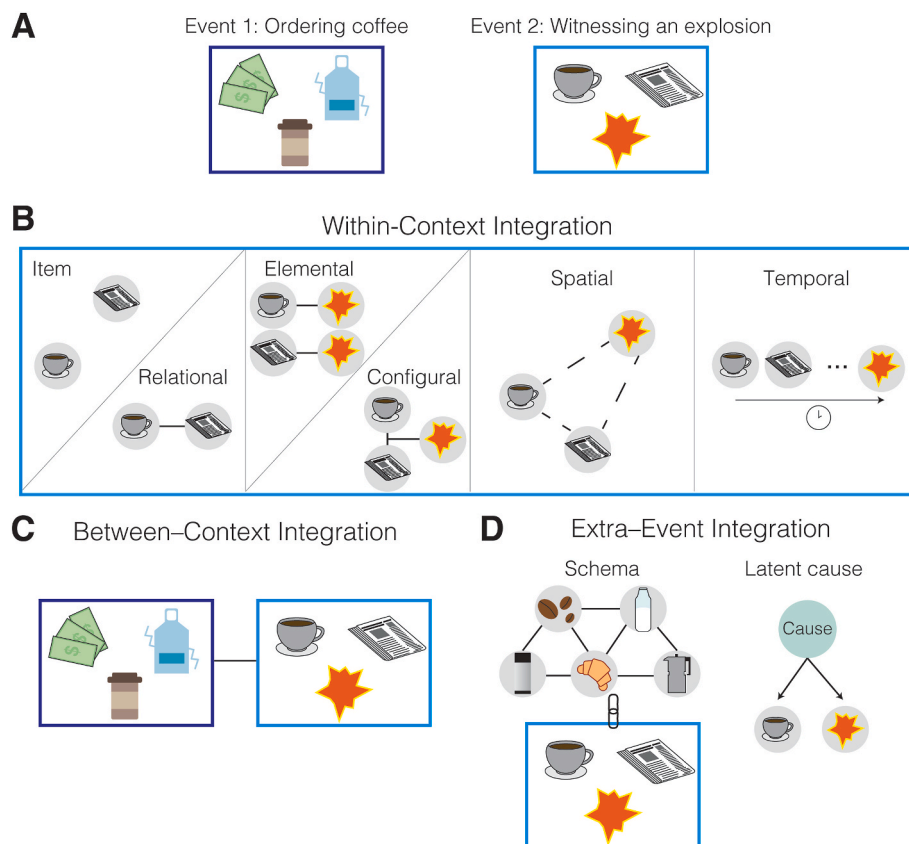 A
Event 1: Ordering coffee
Event 2: Witnessing an explosion
B
Within-Context Integration
Item
Relational
Elemental
Configural
Spatial
Temporal
...
C
Between–Context Integration
D
Extra–Event Integration
Schema
Latent cause
Cause